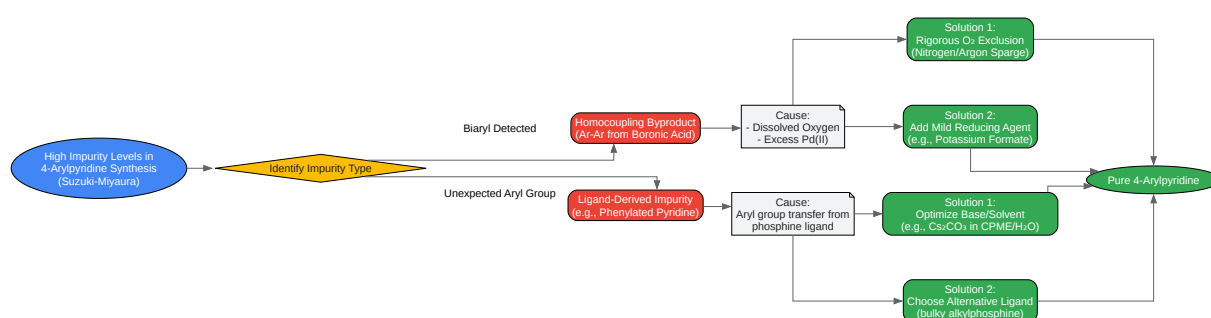 High Impurity Levels in
4-Arylpyridine Synthesis
(Suzuki-Miyaura)
Identify Impurity Type
Biaryl Detected
Unexpected Aryl Group
Homocoupling Byproduct
(Ar-Ar from Boronic Acid)
Cause:
- Dissolved Oxygen
- Excess Pd(II)
Solution 1:
Rigorous O₂ Exclusion
(Nitrogen/Argon Sparge)
Solution 2:
Add Mild Reducing Agent
(e.g., Potassium Formate)
Ligand-Derived Impurity
(e.g., Phenylated Pyridine)
Cause:
Aryl group transfer from
phosphine ligand
Solution 1:
Optimize Base/Solvent
(e.g., Cs₂CO₃ in CPME/H₂O)
Solution 2:
Choose Alternative Ligand
(bulky alkylphosphine)
Pure 4-Arylpyridine